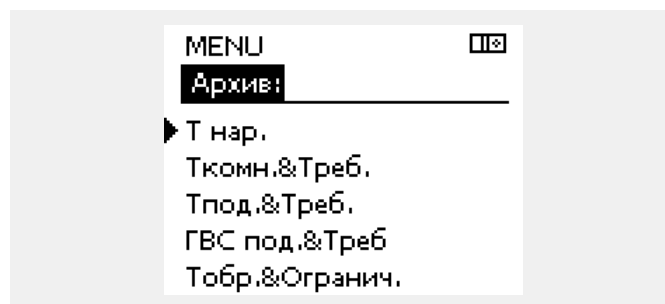 MENU
Архив:
Т нар.
Ткомн.&Треб.
Тпод.&Треб.
ГВС под.&Треб
Тобр.&Огранич.